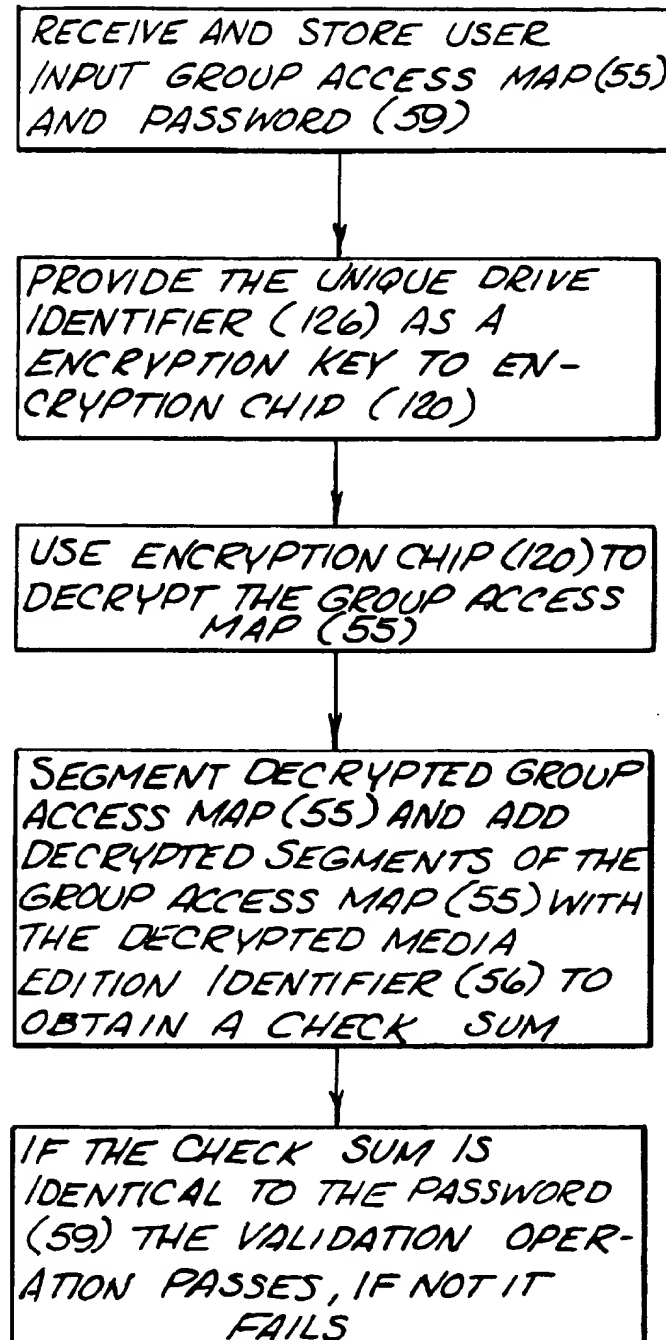 RECEIVE AND STORE USER
INPUT GROUP ACCESS MAP (55)
AND PASSWORD (59)
PROVIDE THE UNIQUE DRIVE
IDENTIFIER (126) AS A
ENCRYPTION KEY TO EN-
CRYPTION CHIP (120)
USE ENCRYPTION CHIP (120) TO
DECRYPT THE GROUP ACCESS
MAP (55)
SEGMENT DECRYPTED GROUP
ACCESS MAP (55) AND ADD
DECRYPTED SEGMENTS OF THE
GROUP ACCESS MAP (55) WITH
THE DECRYPTED MEDIA
EDITION IDENTIFIER (56) TO
OBTAIN A CHECK SUM
IF THE CHECK SUM IS
IDENTICAL TO THE PASSWORD
(59) THE VALIDATION OPER-
ATION PASSES, IF NOT IT
FAILS